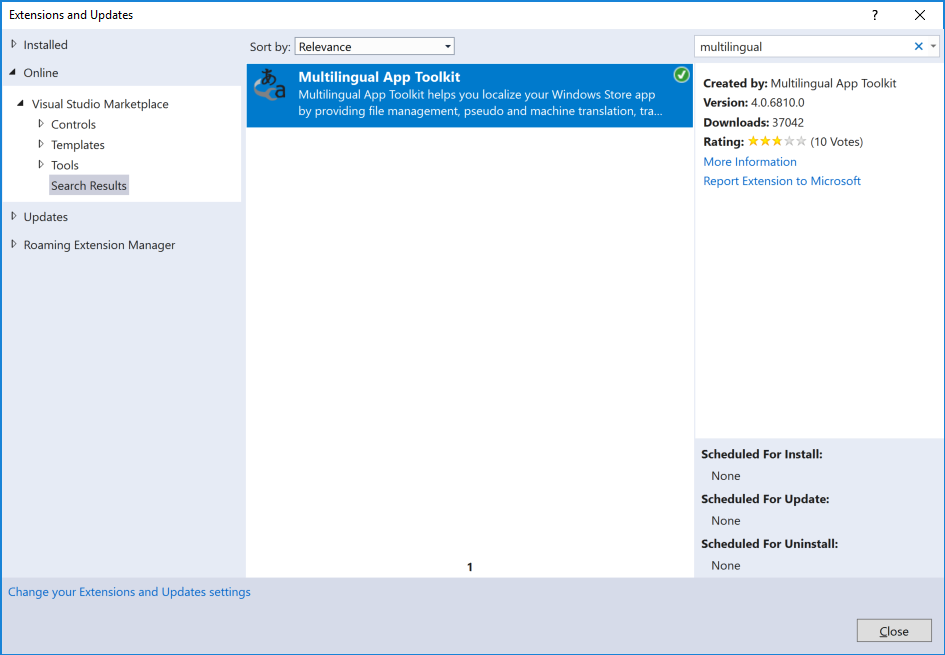 Extensions and Updates
?
Installed
Online
Visual Studio Marketplace
Controls
Templates
Tools
Search Results
Updates
Roaming Extension Manager
Sort by: Relevance
Multilingual App Toolkit
Multilingual App Toolkit helps you localize your Windows Store app
by providing file management, pseudo and machine translation, tra...
1
multilingual
Created by: Multilingual App Toolkit
Version: 4.0.6810.0
Downloads: 37042
Rating: (10 Votes)
More Information
Report Extension to Microsoft
Scheduled For Install:
None
Scheduled For Update:
None
Scheduled For Uninstall:
None
Change your Extensions and Updates settings
Close